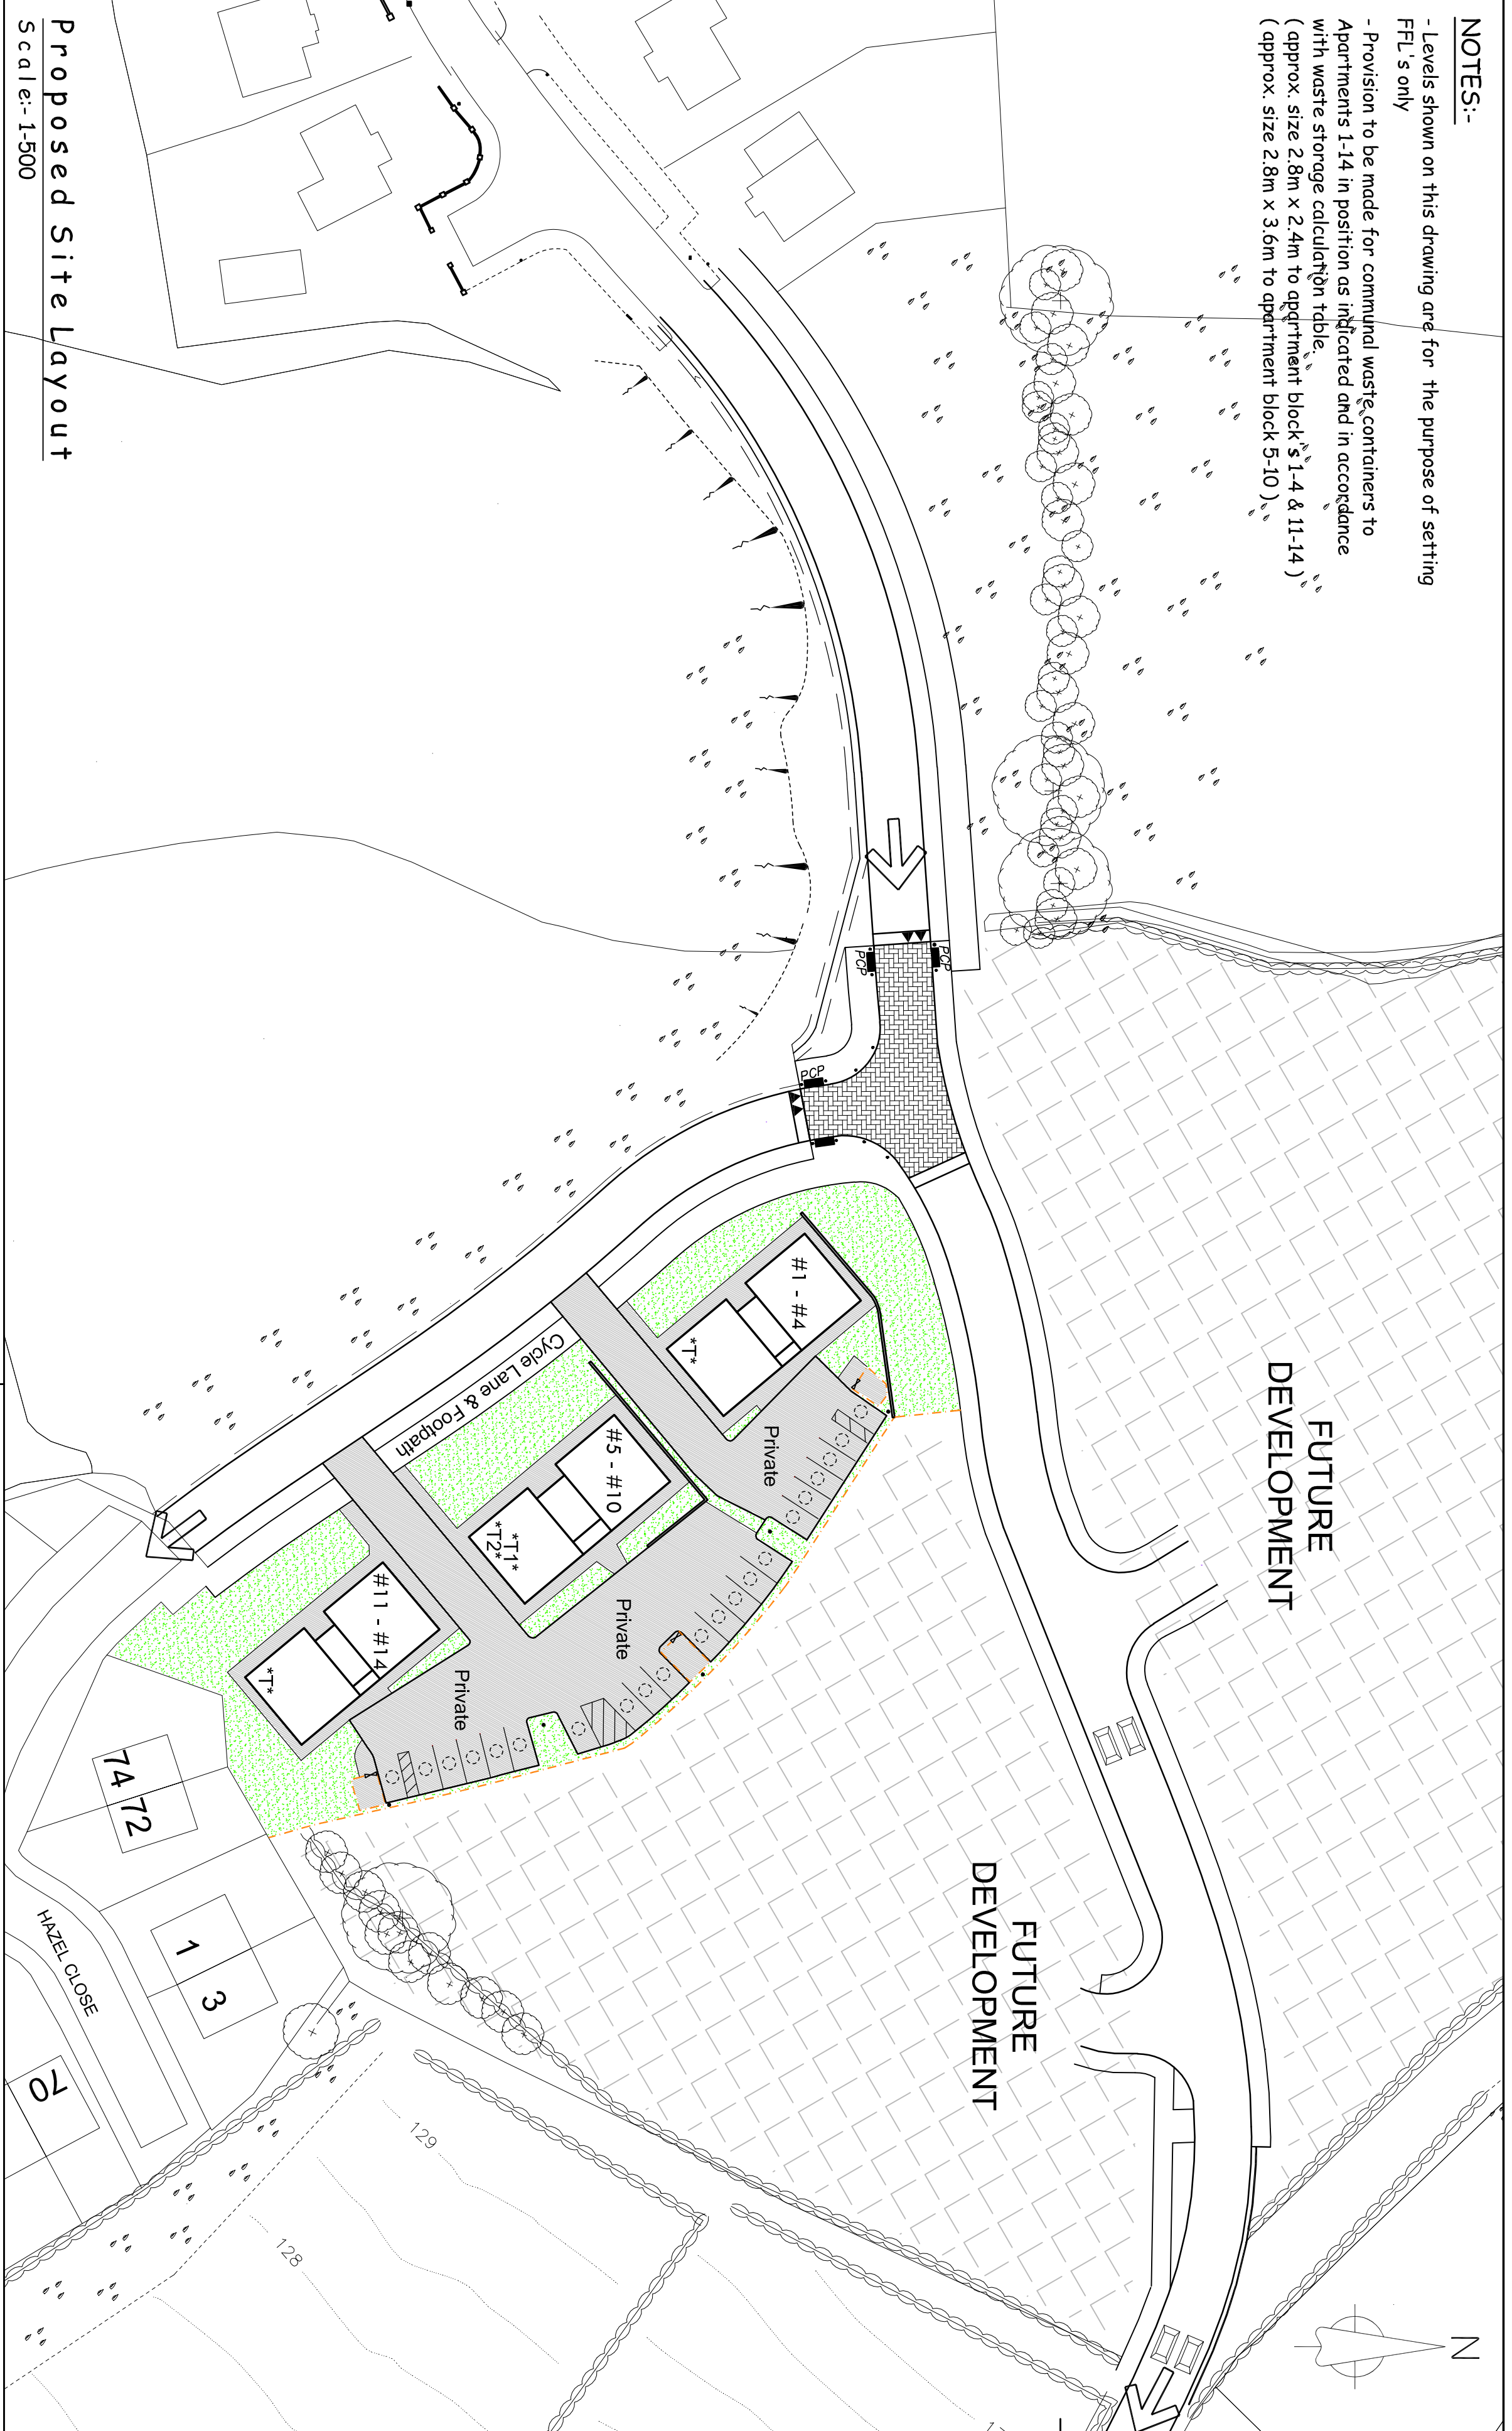 NOTES:-
- Levels shown on this drawing are for the purpose of setting
FFL's only
- Provision to be made for communal waste containers to
Apartments 1-14 in position as indicated and in accordance
with waste storage calculation table.
( approx. size 2.8m x 2.4m to apartment block's 1-4 & 11-14 )
( approx. size 2.8m x 3.6m to apartment block 5-10 )
N
FUTURE
DEVELOPMENT
FUTURE
DEVELOPMENT
PCP
PCP
PCP
#1 - #4
*T*
Private
Cycle Lane & Footpath
#5 - #10
*T1*
*T2*
Private
#11 - #14
*T*
Private
74
72
1
3
70
HAZEL CLOSE
129
128
Proposed Site Layout
Scale:- 1-500